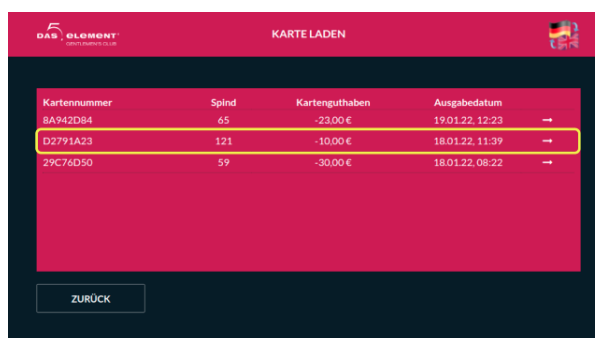 5
DAS ELEMENT
GENTLEMEN'S CLUB
KARTE LADEN
Kartennummer Spind Kartenguthaben Ausgabedatum
8A942D84 65 -23,00 € 19.01.22, 12:23 →
D2791A23 121 -10,00 € 18.01.22, 11:39 →
29C76D50 59 -30,00 € 18.01.22, 08:22 →
ZURÜCK